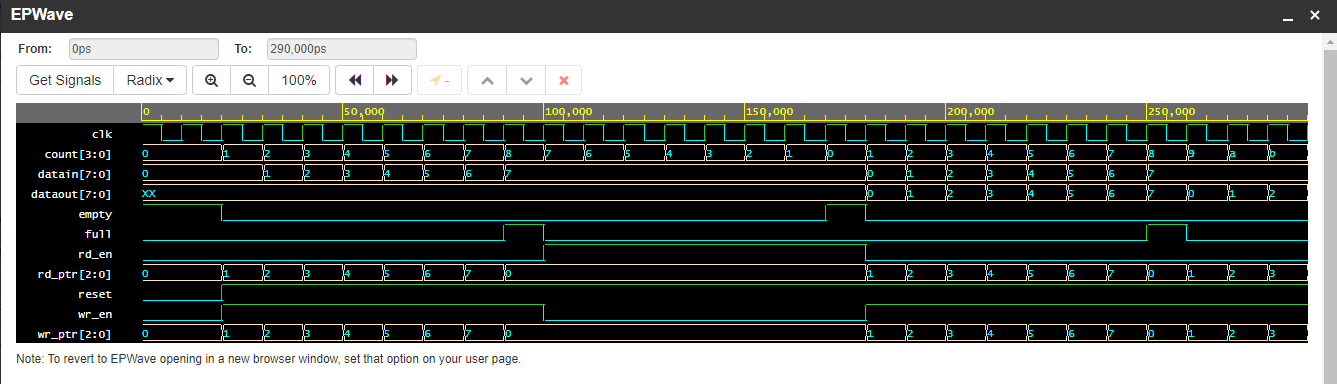 EPWave
From: 0ps To: 290,000ps
Get Signals Radix 100% -
0 50,000 100,000 150,000 200,000 250,000
clk
count[3:0] 0 1 2 3 4 5 6 7 8 7 6 5 4 3 2 1 0 1 2 3 4 5 6 7 8 9 a b
datain[7:0] 0 1 2 3 4 5 6 7 0 1 2 3 4 5 6 7
dataout[7:0] XX 0 1 2 3 4 5 6 7 0 1 2
empty
full
rd_en
rd_ptr[2:0] 0 1 2 3 4 5 6 7 0 1 2 3 4 5 6 7 0 1 2 3
reset
wr_en
wr_ptr[2:0] 0 1 2 3 4 5 6 7 0 1 2 3 4 5 6 7 0 1 2 3
Note: To revert to EPWave opening in a new browser window, set that option on your user page.